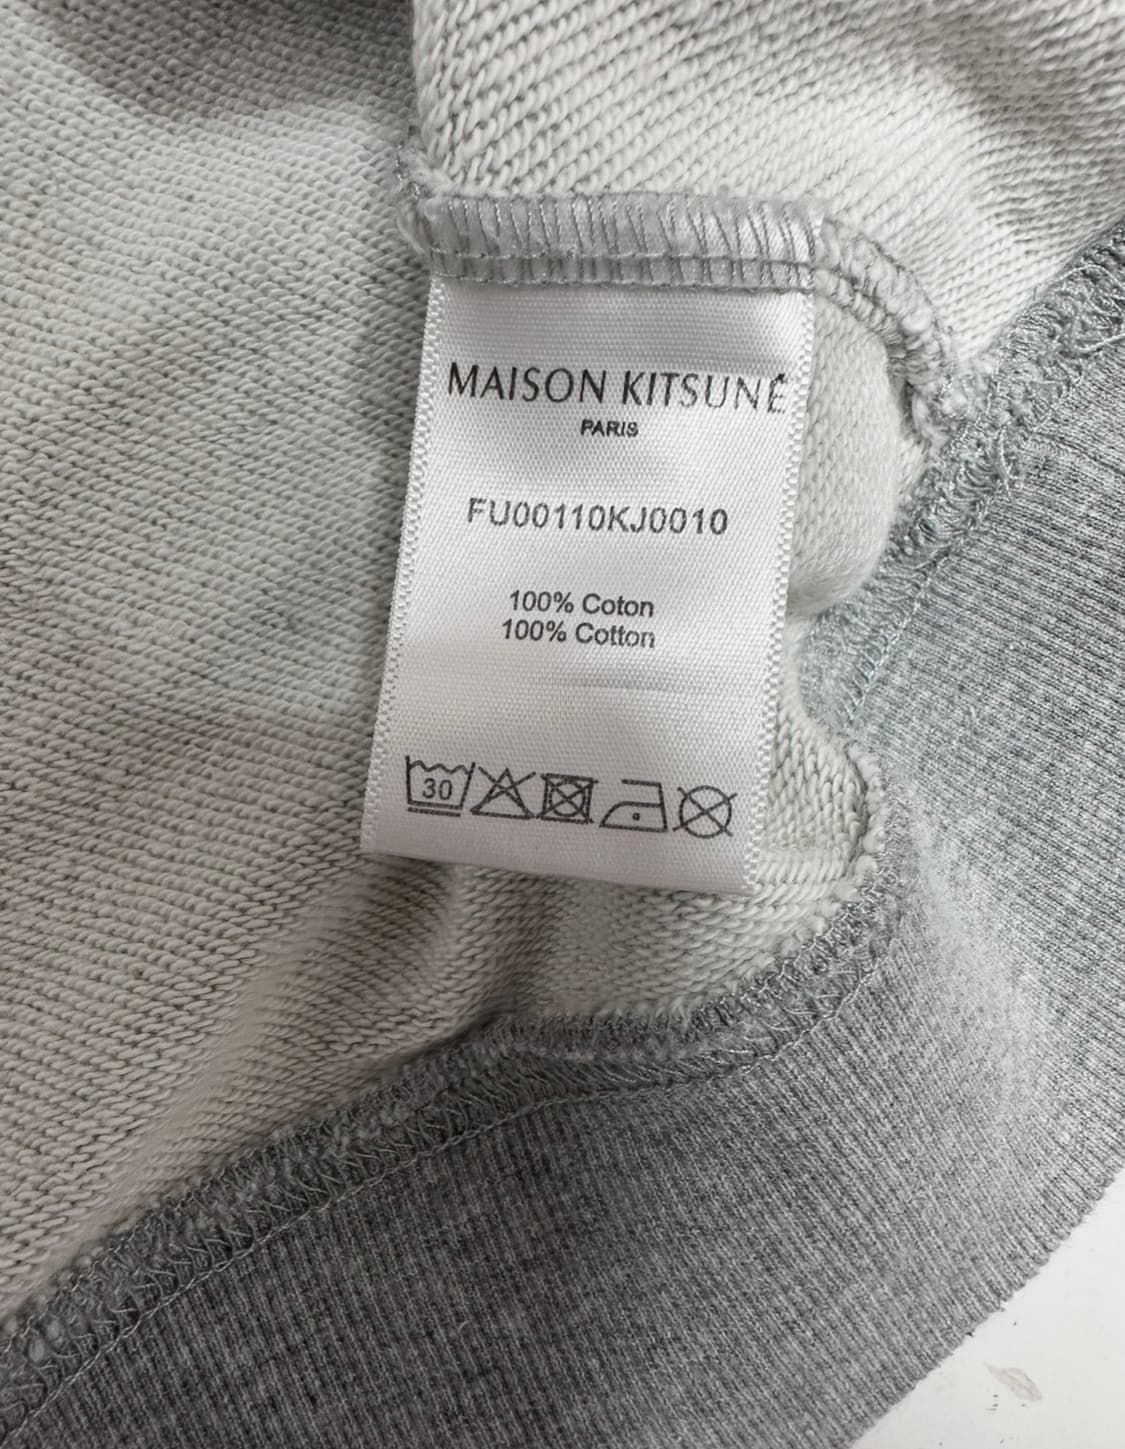 MAISON KITSUNÉ
PARIS
FU00110KJ0010
100% Coton
100% Cotton
30